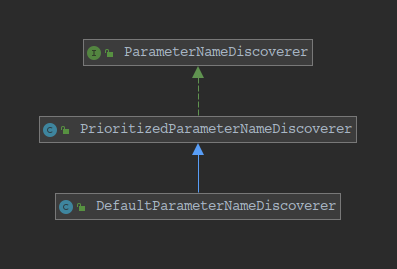 I ParameterNameDiscoverer
C PrioritizedParameterNameDiscoverer
C DefaultParameterNameDiscoverer